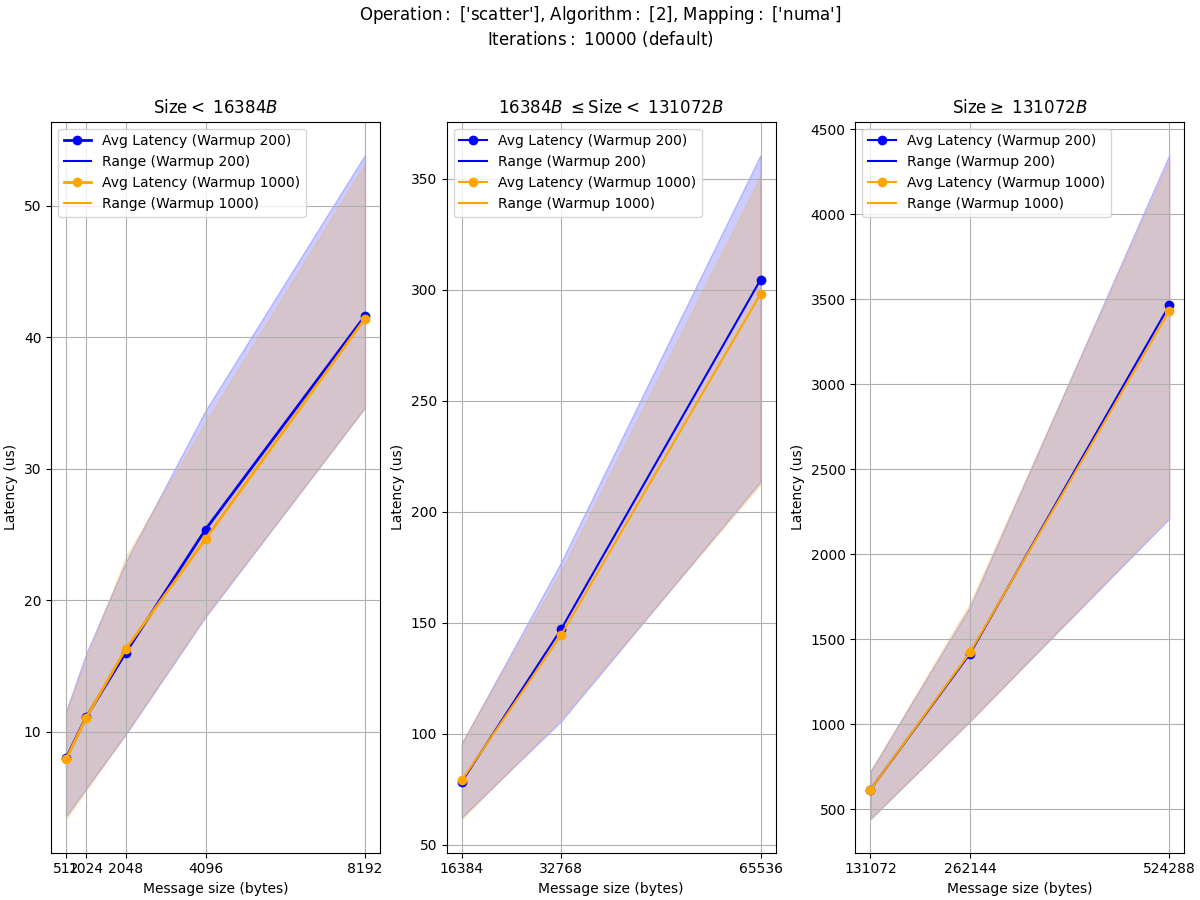 Operation : ['scatter'], Algorithm : [2], Mapping : ['numa']
Iterations : 10000 (default)
Size < 16384B
Avg Latency (Warmup 200)
Range (Warmup 200)
Avg Latency (Warmup 1000)
Range (Warmup 1000)
50
40
30
20
10
Latency (us)
512 1024 2048 4096 8192
Message size (bytes)
16384B ≤ Size < 131072B
Avg Latency (Warmup 200)
Range (Warmup 200)
Avg Latency (Warmup 1000)
Range (Warmup 1000)
350
300
250
200
150
100
50
Latency (us)
16384 32768 65536
Message size (bytes)
Size ≥ 131072B
Avg Latency (Warmup 200)
Range (Warmup 200)
Avg Latency (Warmup 1000)
Range (Warmup 1000)
4500
4000
3500
3000
2500
2000
1500
1000
500
Latency (us)
131072 262144 524288
Message size (bytes)